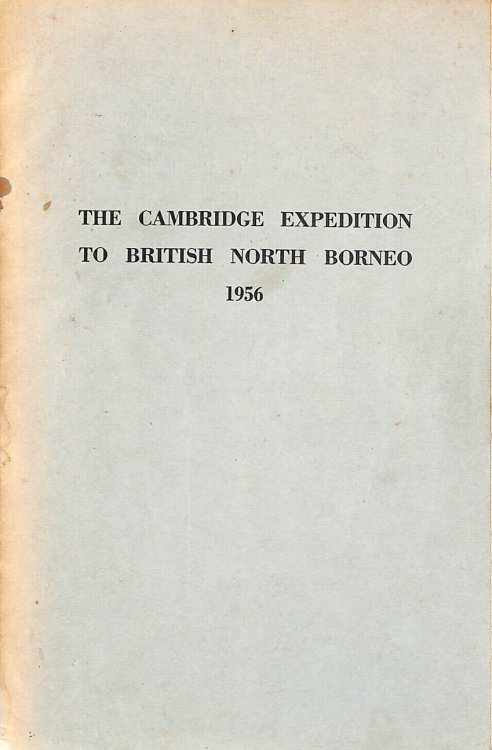 THE CAMBRIDGE EXPEDITION
TO BRITISH NORTH BORNEO
1956